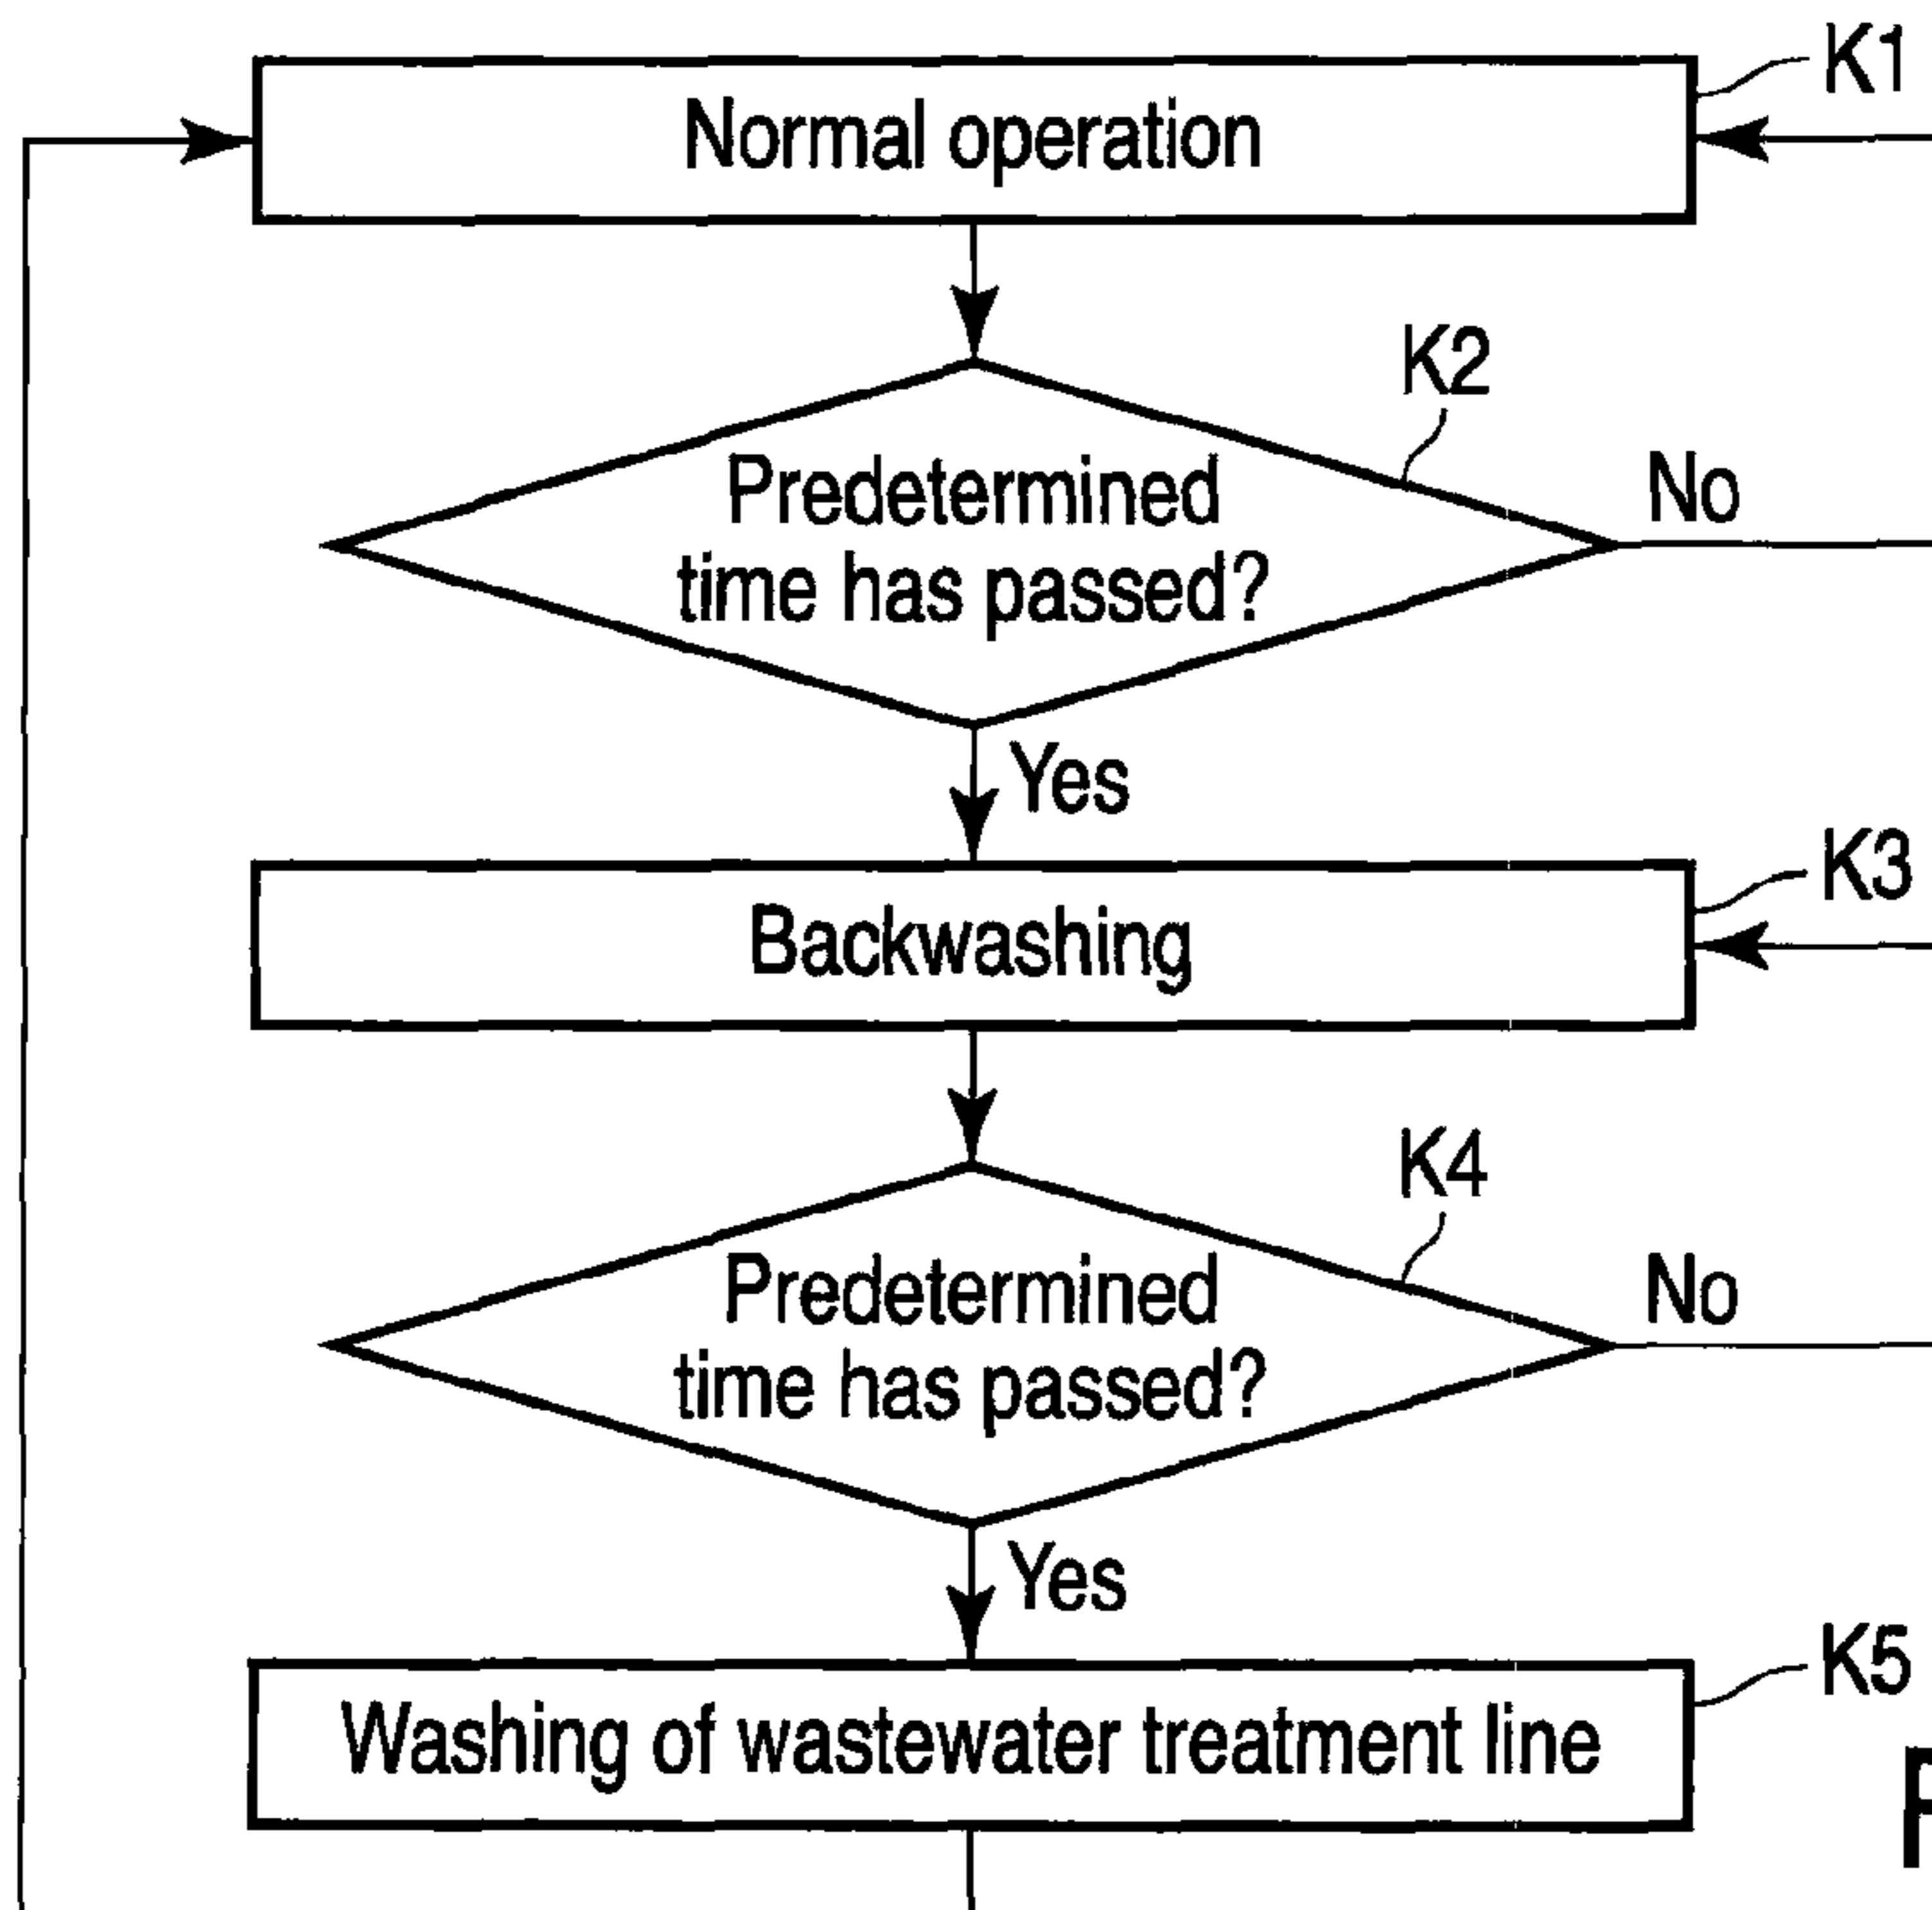 K1
Normal operation
K2
Predetermined
time has passed?
No
Yes
K3
Backwashing
K4
Predetermined
time has passed?
No
Yes
K5
Washing of wastewater treatment line